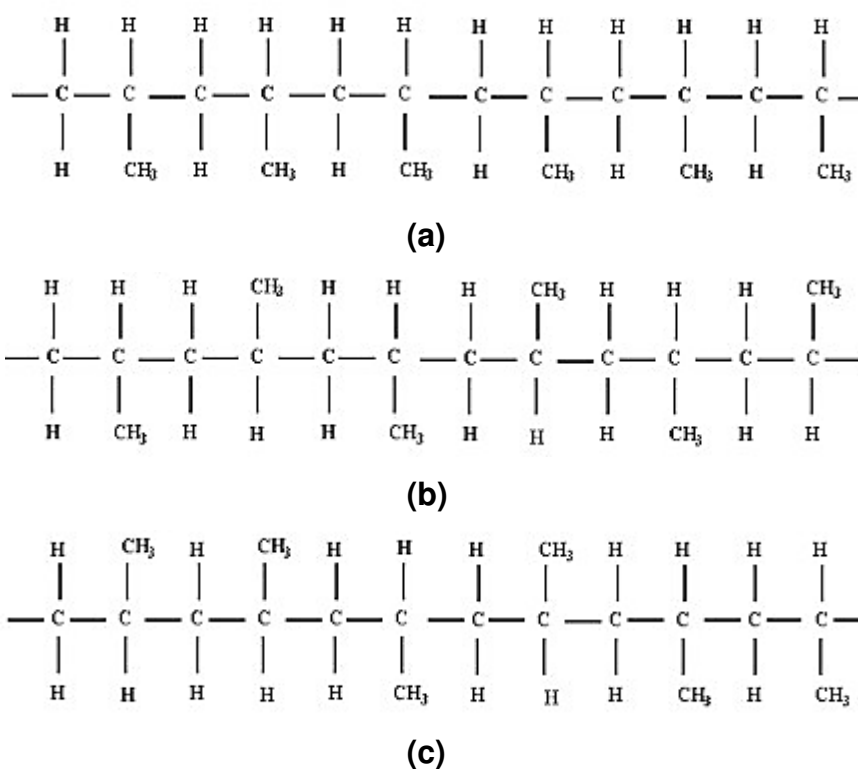 H H H H H H H H H H H H
C C C C C C C C C C C C
H CH₃ H CH₃ H CH₃ H CH₃ H CH₃ H CH₃
(a)
H H H CH₃ H H H CH₃ H H H CH₃
C C C C C C C C C C C C
H CH₃ H H H CH₃ H H H CH₃ H H
(b)
H CH₃ H CH₃ H H H CH₃ H H H H
C C C C C C C C C C C C
H H H H H CH₃ H H H CH₃ H CH₃
(c)